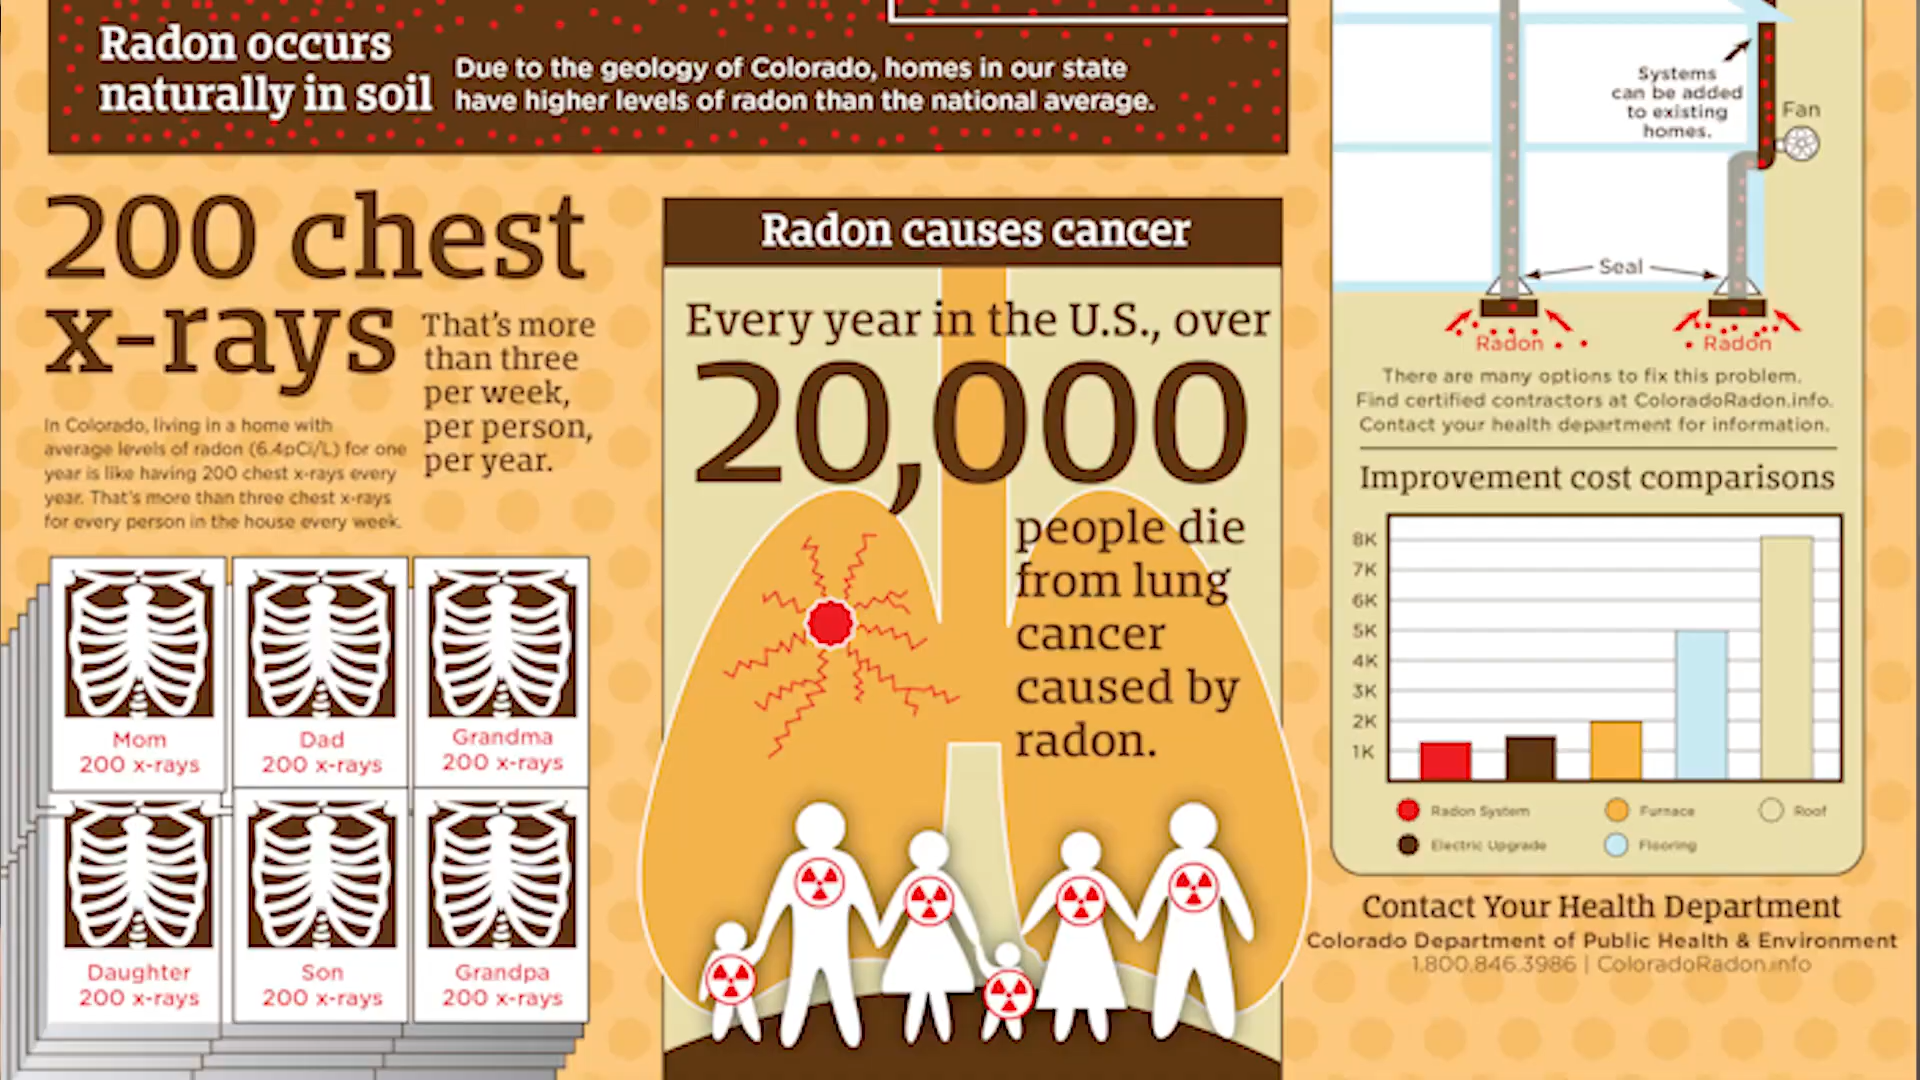 Radon occurs
naturally in soil
Due to the geology of Colorado, homes in our state
have higher levels of radon than the national average.
200 chest
x-rays
That's more
than three
per week,
per person,
per year.
In Colorado, living in a home with
average levels of radon (6.4pCi/L) for one
year is like having 200 chest x-rays every
year. That's more than three chest x-rays
for every person in the house every week.
Mom
200 x-rays
Dad
200 x-rays
Grandma
200 x-rays
Daughter
200 x-rays
Son
200 x-rays
Grandpa
200 x-rays
Radon causes cancer
Every year in the U.S., over
20,000
people die
from lung
cancer
caused by
radon.
Systems
can be added
to existing
homes.
Fan
Seal
Radon
Radon
There are many options to fix this problem.
Find certified contractors at ColoradoRadon.info.
Contact your health department for information.
Improvement cost comparisons
8K
7K
6K
5K
4K
3K
2K
1K
Radon System
Furnace
Roof
Electric Upgrade
Flooring
Contact Your Health Department
Colorado Department of Public Health & Environment
1.800.846.3986 | ColoradoRadon.info